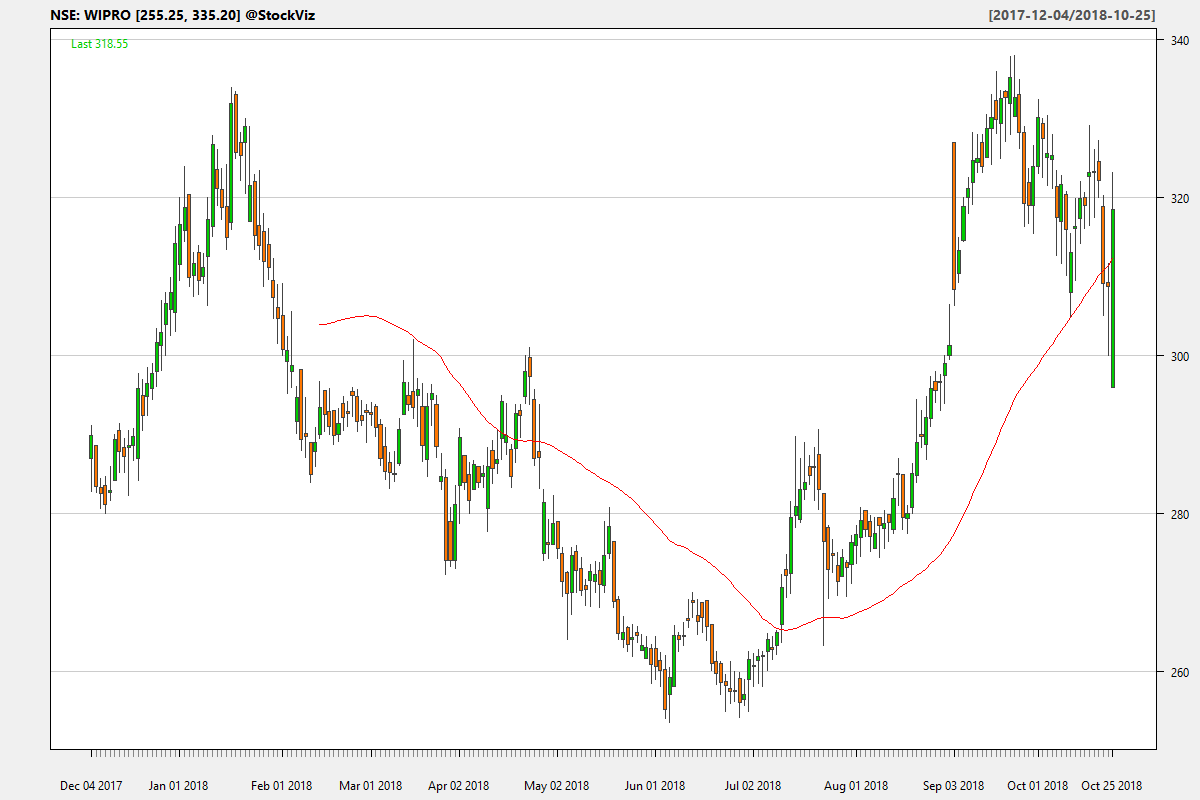 NSE: WIPRO [255.25, 335.20] @StockViz
[2017-12-04/2018-10-25]
Last 318.55
340
320
300
280
260
Dec 04 2017
Jan 01 2018
Feb 01 2018
Mar 01 2018
Apr 02 2018
May 02 2018
Jun 01 2018
Jul 02 2018
Aug 01 2018
Sep 03 2018
Oct 01 2018
Oct 25 2018